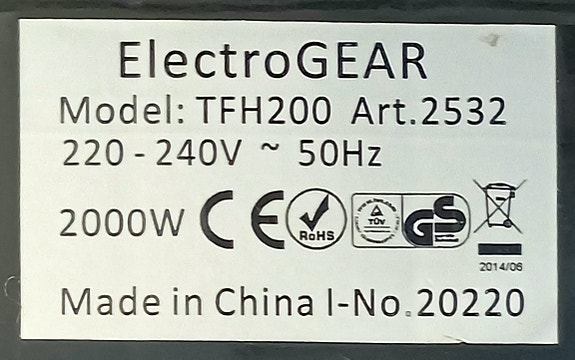 ElectroGEAR
Model: TFH200 Art.2532
220 - 240V ~ 50Hz
2000W CE RoHS TÜV GS
2014/06
Made in China I-No.20220